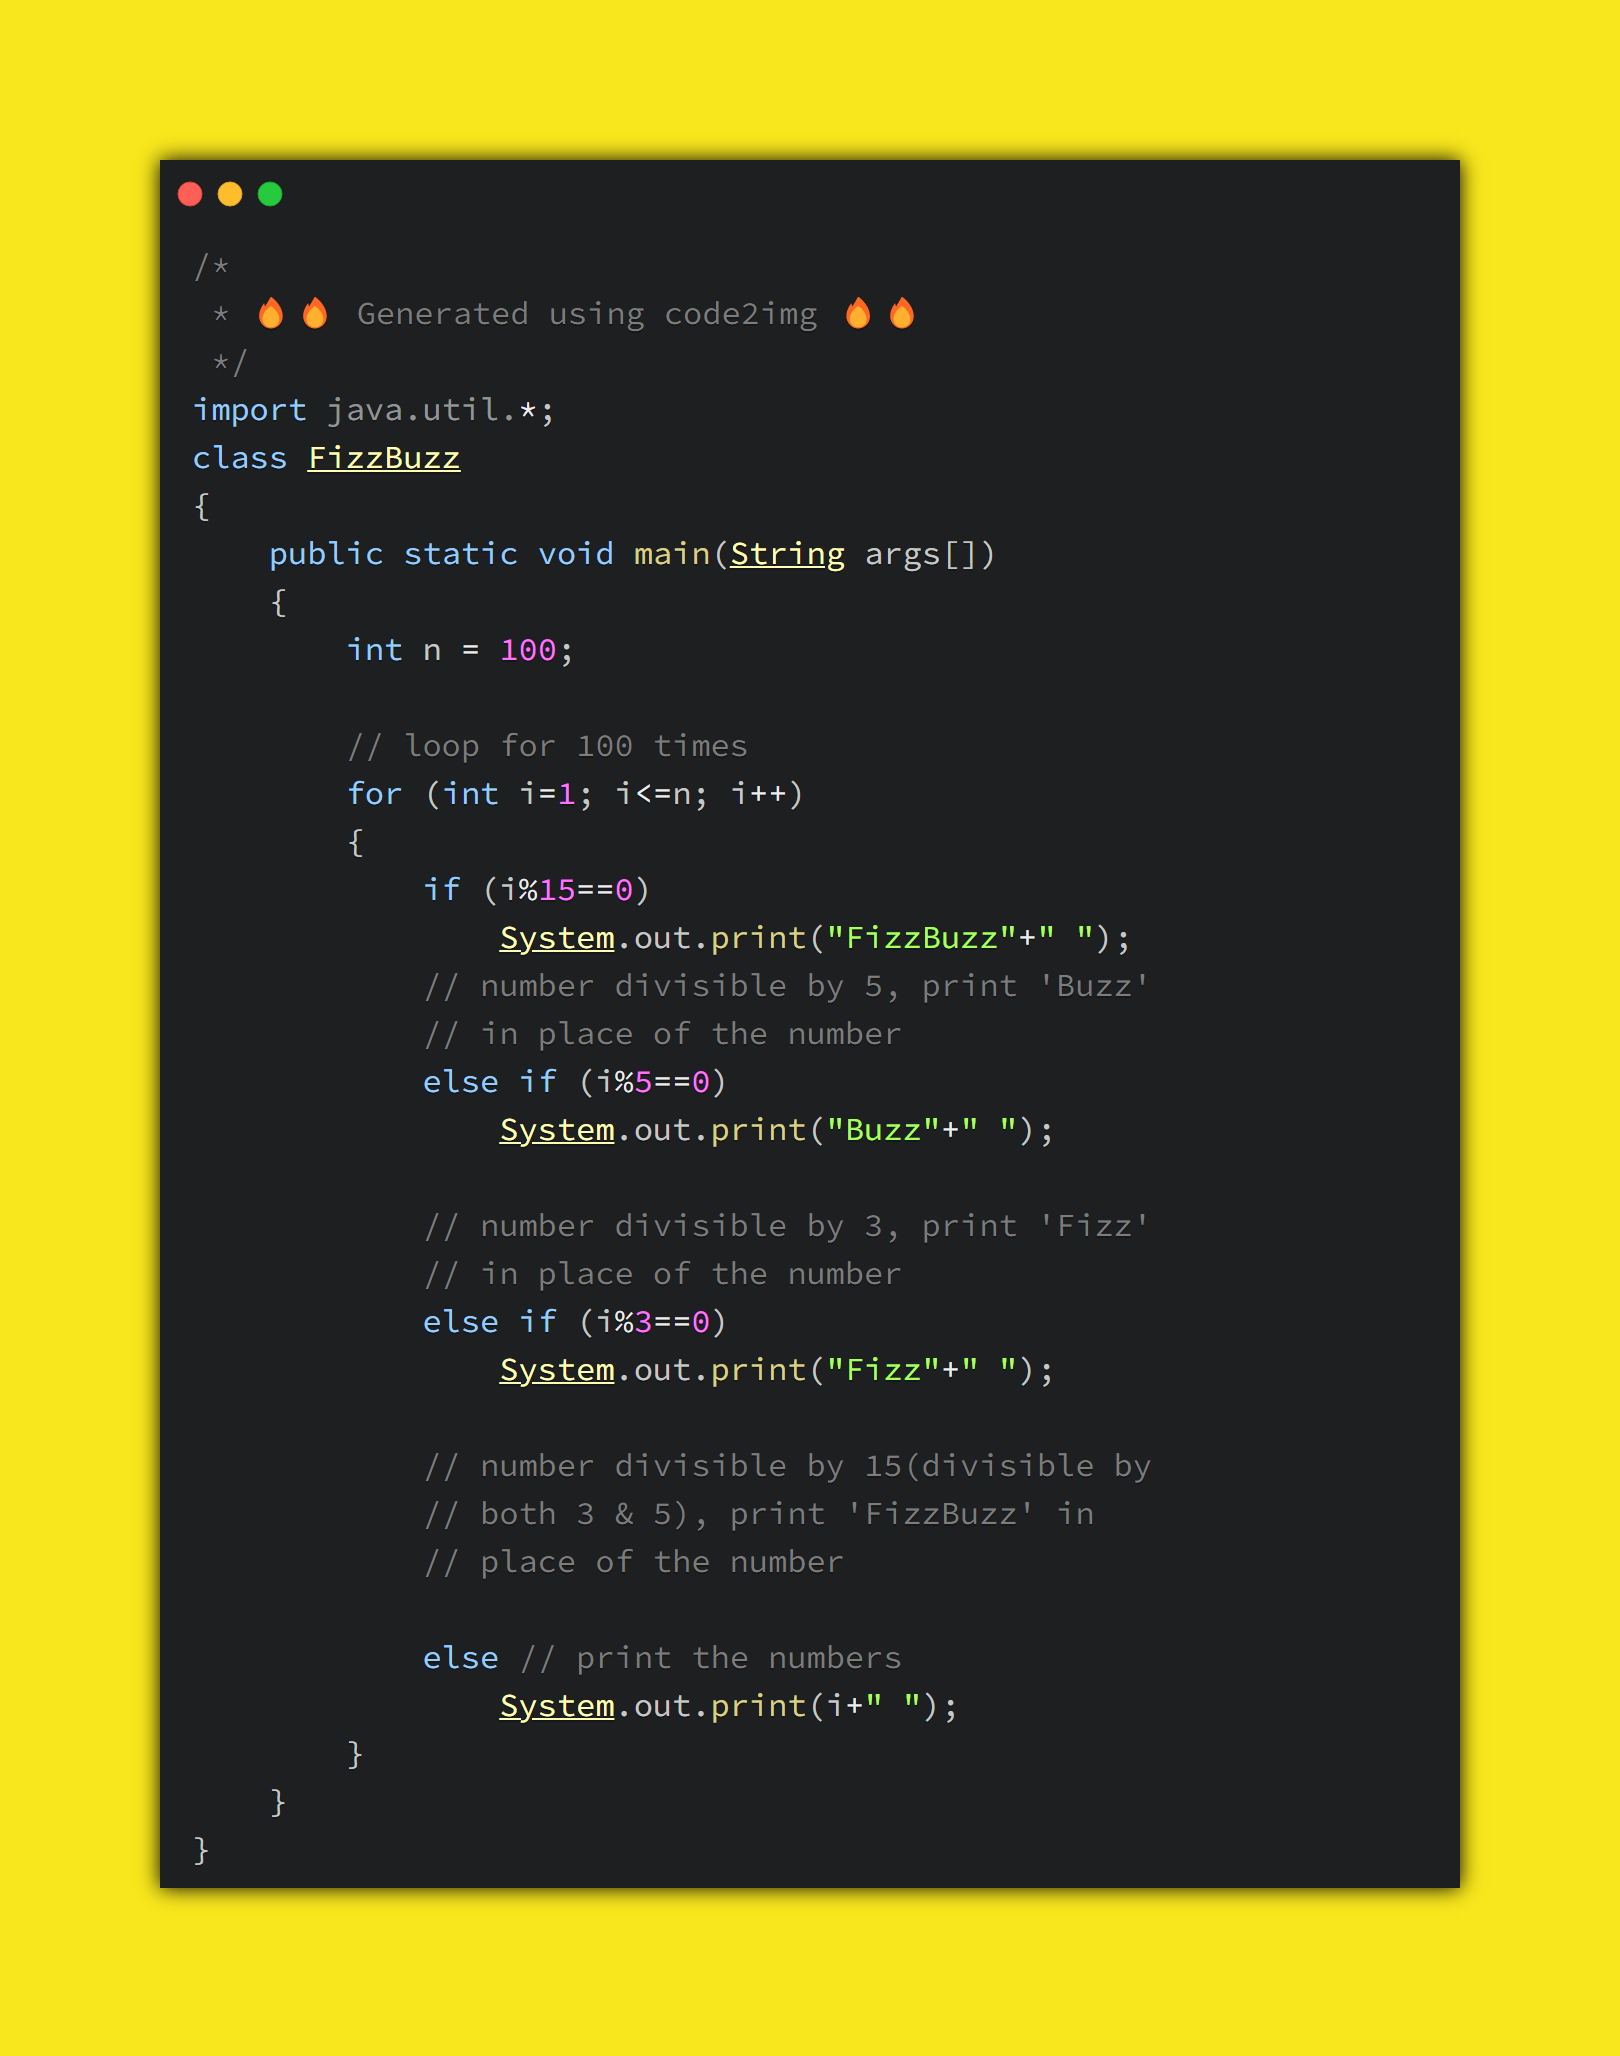 /*
 * 🔥🔥 Generated using code2img 🔥🔥
 */
import java.util.*;
class FizzBuzz
{
    public static void main(String args[])
    {
        int n = 100;

        // loop for 100 times
        for (int i=1; i<=n; i++)
        {
            if (i%15==0)
                System.out.print("FizzBuzz"+" ");
            // number divisible by 5, print 'Buzz'
            // in place of the number
            else if (i%5==0)
                System.out.print("Buzz"+" ");

            // number divisible by 3, print 'Fizz'
            // in place of the number
            else if (i%3==0)
                System.out.print("Fizz"+" ");

            // number divisible by 15(divisible by
            // both 3 & 5), print 'FizzBuzz' in
            // place of the number

            else // print the numbers
                System.out.print(i+" ");
        }
    }
}